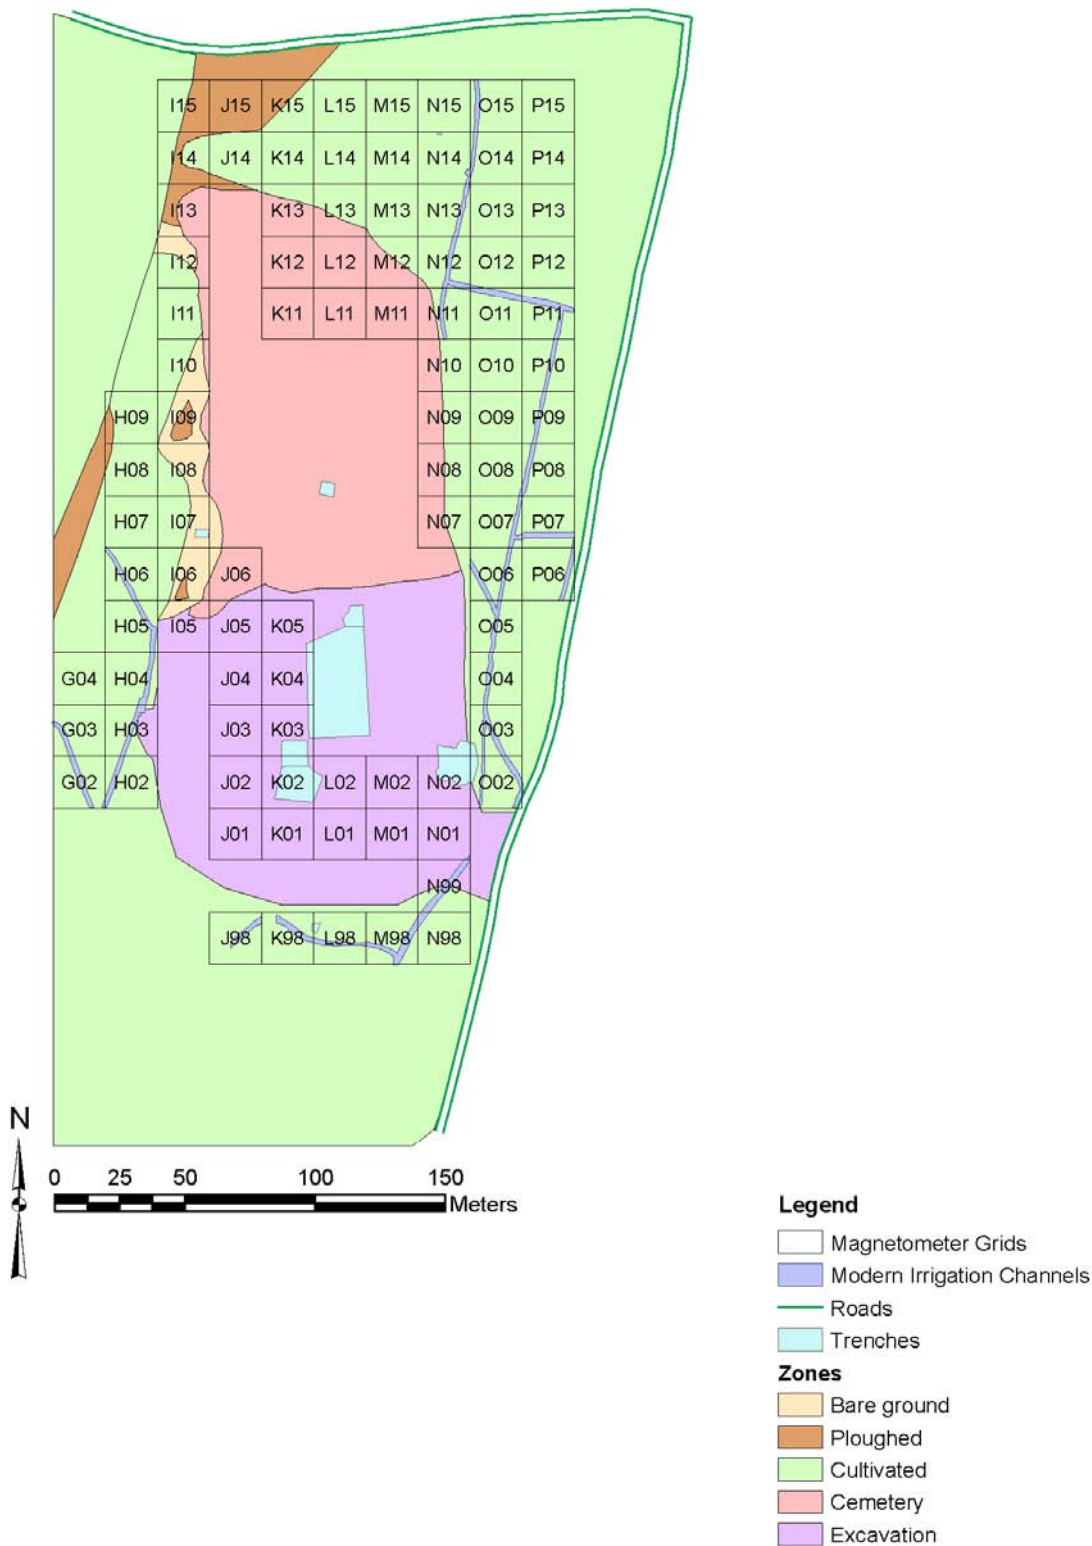 I15 J15 K15 L15 M15 N15 O15 P15
I14 J14 K14 L14 M14 N14 O14 P14
I13 K13 L13 M13 N13 O13 P13
I12 K12 L12 M12 N12 O12 P12
I11 K11 L11 M11 N11 O11 P11
I10 N10 O10 P10
H09 I09 N09 O09 P09
H08 I08 N08 O08 P08
H07 I07 N07 O07 P07
H06 I06 J06 O06 P06
H05 I05 J05 K05 O05
G04 H04 J04 K04 O04
G03 H03 J03 K03 O03
G02 H02 J02 K02 L02 M02 N02 O02
J01 K01 L01 M01 N01
N99
J98 K98 L98 M98 N98
N
0 25 50 100 150
Meters
Legend
Magnetometer Grids
Modern Irrigation Channels
Roads
Trenches
Zones
Bare ground
Ploughed
Cultivated
Cemetery
Excavation